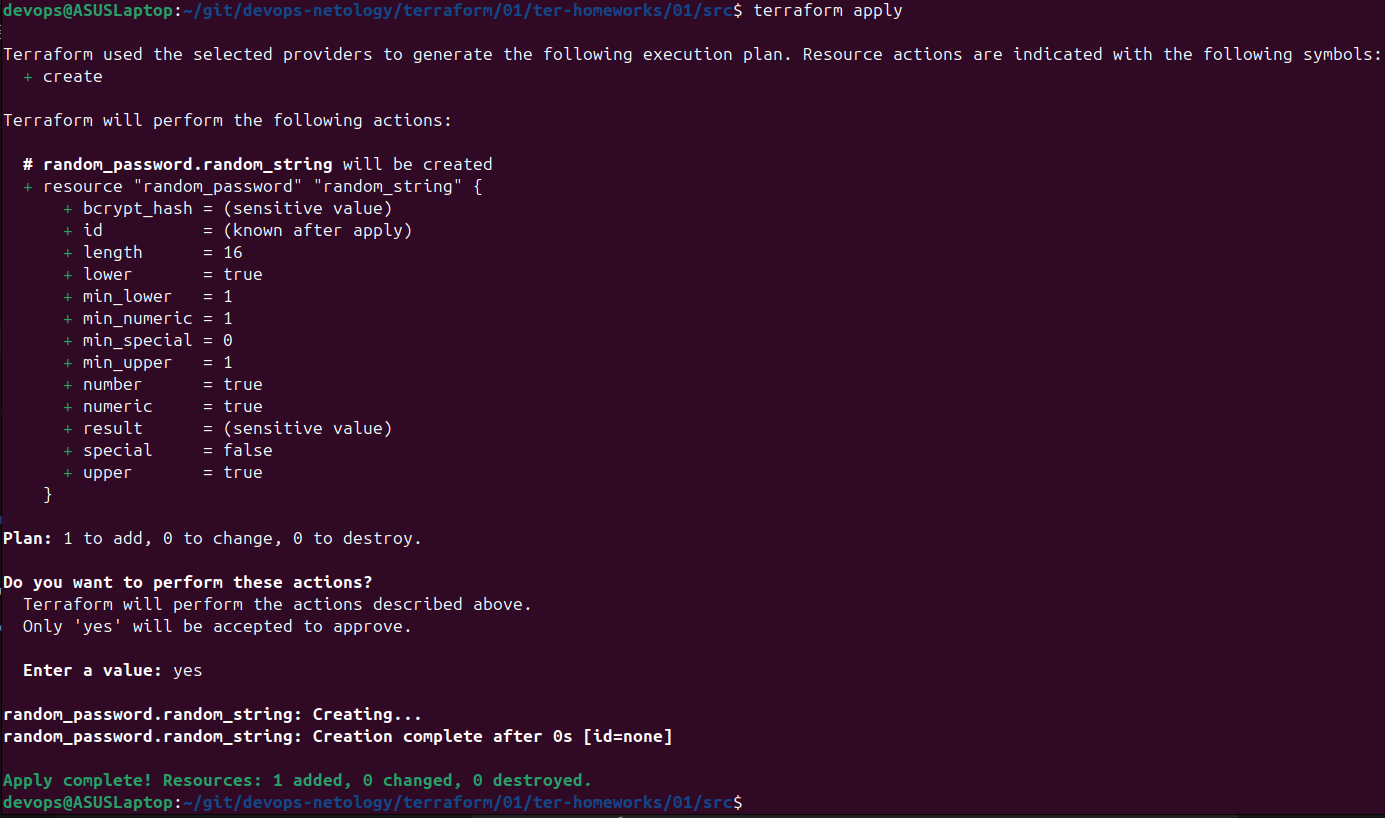 devops@ASUSLaptop:~/git/devops-netology/terraform/01/ter-homeworks/01/src$ terraform apply
Terraform used the selected providers to generate the following execution plan. Resource actions are indicated with the following symbols:
  + create
Terraform will perform the following actions:
  # random_password.random_string will be created
  + resource "random_password" "random_string" {
      + bcrypt_hash = (sensitive value)
      + id          = (known after apply)
      + length      = 16
      + lower       = true
      + min_lower   = 1
      + min_numeric = 1
      + min_special = 0
      + min_upper   = 1
      + number      = true
      + numeric     = true
      + result      = (sensitive value)
      + special     = false
      + upper       = true
    }
Plan: 1 to add, 0 to change, 0 to destroy.
Do you want to perform these actions?
  Terraform will perform the actions described above.
  Only 'yes' will be accepted to approve.
  Enter a value: yes
random_password.random_string: Creating...
random_password.random_string: Creation complete after 0s [id=none]
Apply complete! Resources: 1 added, 0 changed, 0 destroyed.
devops@ASUSLaptop:~/git/devops-netology/terraform/01/ter-homeworks/01/src$